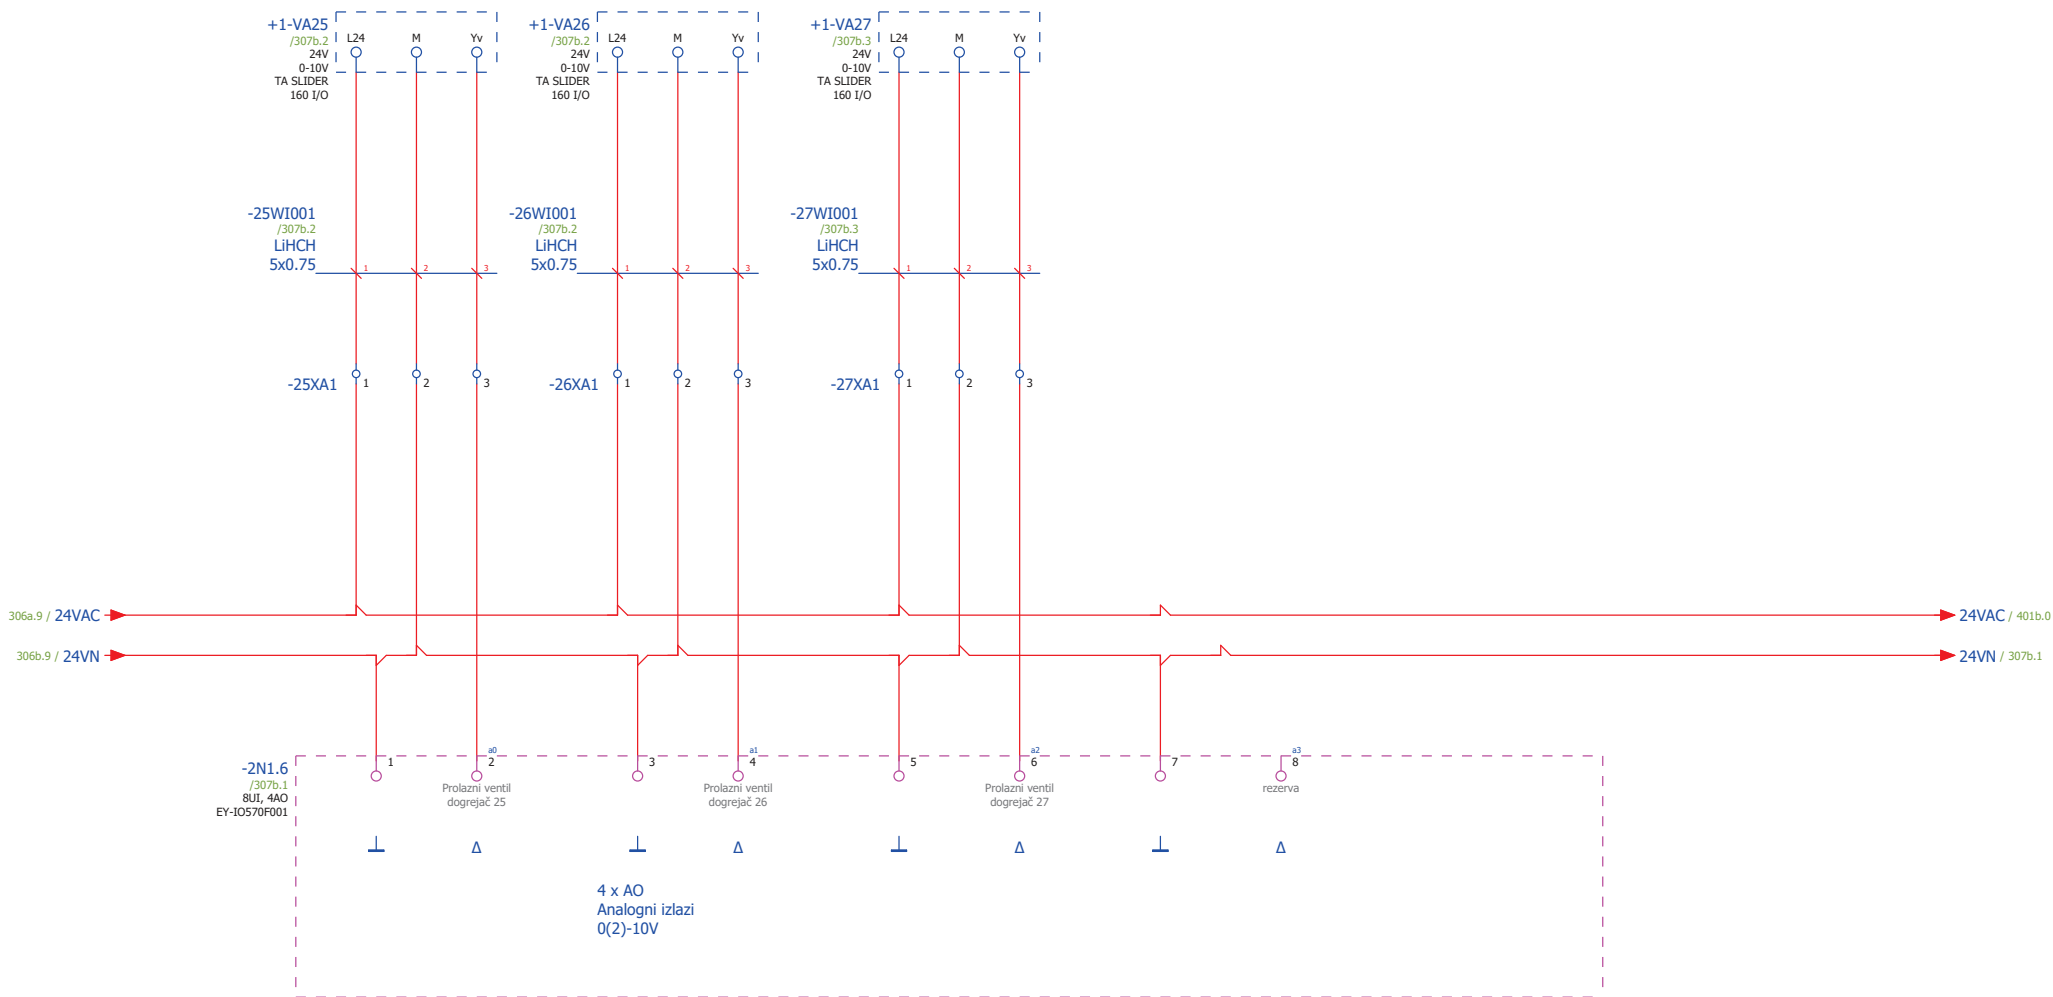 +1-VA25
/307b.2
24V
0-10V
TA SLIDER
160 I/O
L24 M Yv
+1-VA26
/307b.2
24V
0-10V
TA SLIDER
160 I/O
L24 M Yv
+1-VA27
/307b.3
24V
0-10V
TA SLIDER
160 I/O
L24 M Yv
-25WI001
/307b.2
LiHCH
5x0.75
1 2 3
-26WI001
/307b.2
LiHCH
5x0.75
1 2 3
-27WI001
/307b.3
LiHCH
5x0.75
1 2 3
-25XA1 1 2 3
-26XA1 1 2 3
-27XA1 1 2 3
306a.9 / 24VAC
24VAC / 401b.0
306b.9 / 24VN
24VN / 307b.1
-2N1.6
/307b.1
8UI, 4AO
EY-IO570F001
1
a0
2
Prolazni ventil
dogrejač 25
3
a1
4
Prolazni ventil
dogrejač 26
5
a2
6
Prolazni ventil
dogrejač 27
7
a3
8
rezerva
Δ Δ Δ Δ
4 x AO
Analogni izlazi
0(2)-10V